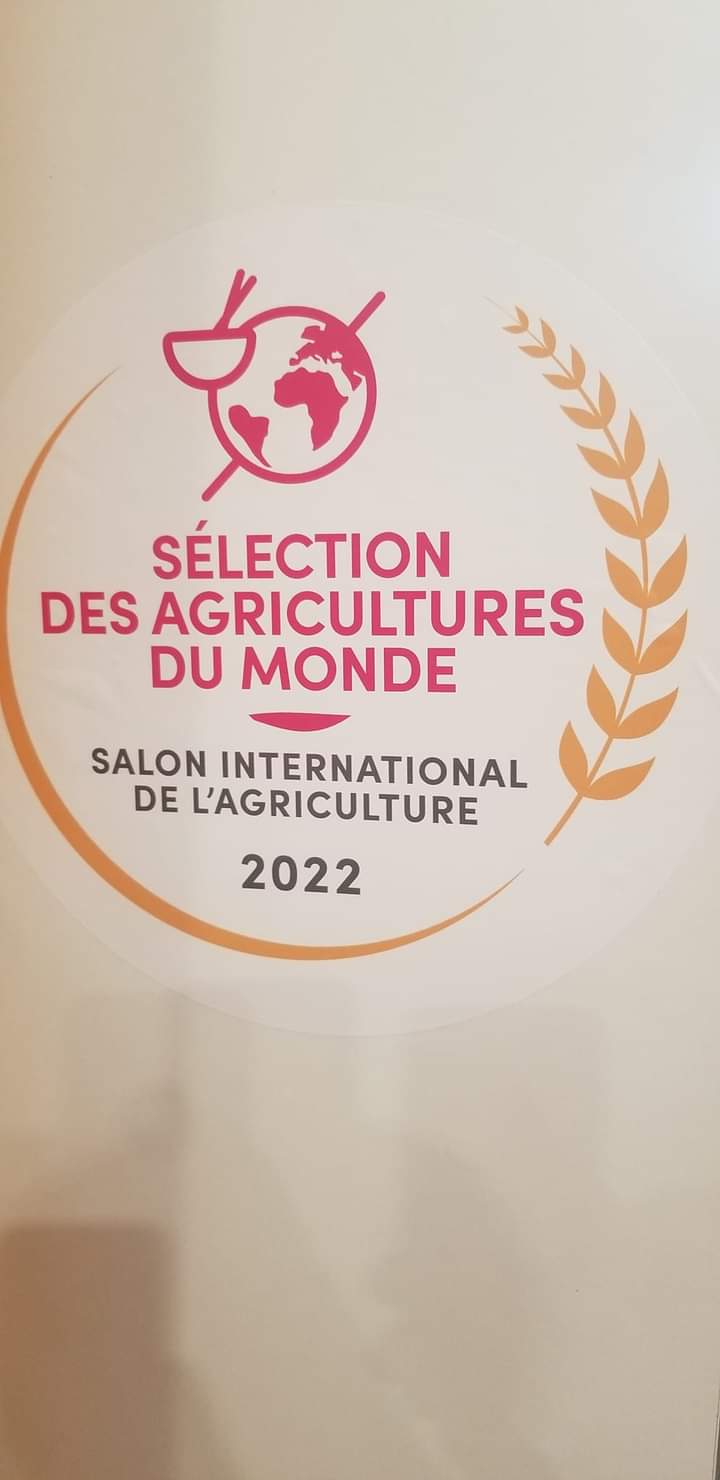 SÉLECTION
DES AGRICULTURES
DU MONDE
SALON INTERNATIONAL
DE L'AGRICULTURE
2022